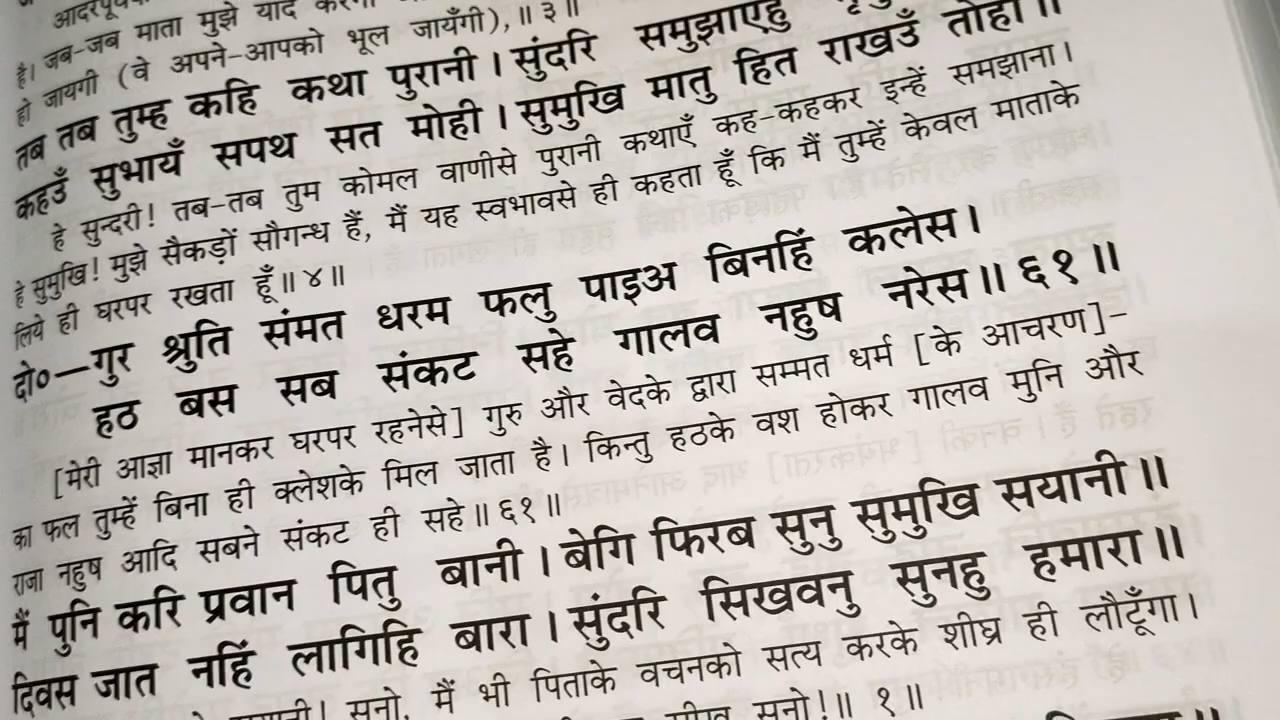 आदरपूर्वक
है। जब-जब माता मुझे याद करेंगी
हो जायगी (वे अपने-आपको भूल जायँगी), ॥ ३ ॥
तब तब तुम्ह कहि कथा पुरानी । सुंदरि समुझाएहु
कहउँ सुभायँ सपथ सत मोही । सुमुखि मातु हित राखउँ तोही ॥
हे सुन्दरी! तब-तब तुम कोमल वाणीसे पुरानी कथाएँ कह-कहकर इन्हें समझाना।
हे सुमुखि! मुझे सैकड़ों सौगन्ध हैं, मैं यह स्वभावसे ही कहता हूँ कि मैं तुम्हें केवल माताके
लिये ही घरपर रखता हूँ ॥ ४ ॥
दो०—गुर श्रुति संमत धरम फलु पाइअ बिनहिं कलेस ।
हठ बस सब संकट सहे गालव नहुष नरेस ॥ ६१ ॥
[मेरी आज्ञा मानकर घरपर रहनेसे] गुरु और वेदके द्वारा सम्मत धर्म [के आचरण]-
का फल तुम्हें बिना ही क्लेशके मिल जाता है। किन्तु हठके वश होकर गालव मुनि और
राजा नहुष आदि सबने संकट ही सहे ॥ ६१ ॥
मैं पुनि करि प्रवान पितु बानी । बेगि फिरब सुनु सुमुखि सयानी ॥
दिवस जात नहिं लागिहि बारा । सुंदरि सिखवनु सुनहु हमारा ॥
सुनो, मैं भी पिताके वचनको सत्य करके शीघ्र ही लौटूँगा।
सुनो! ॥ १ ॥